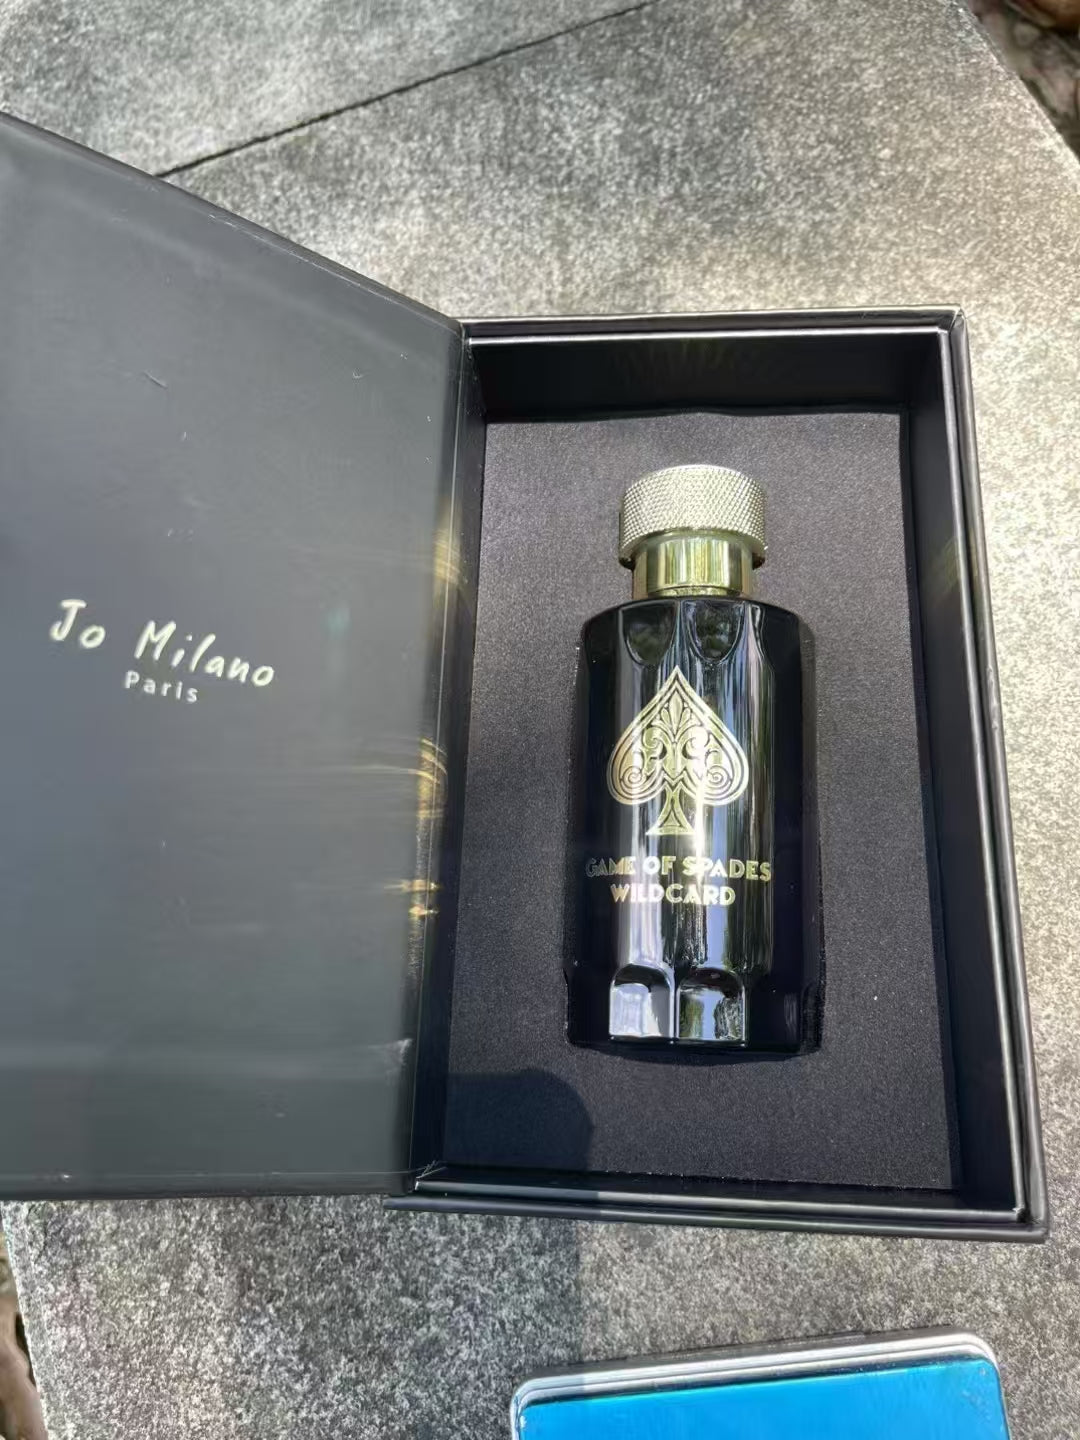 Jo Milano
Paris
GAME OF SPADES
WILDCARD